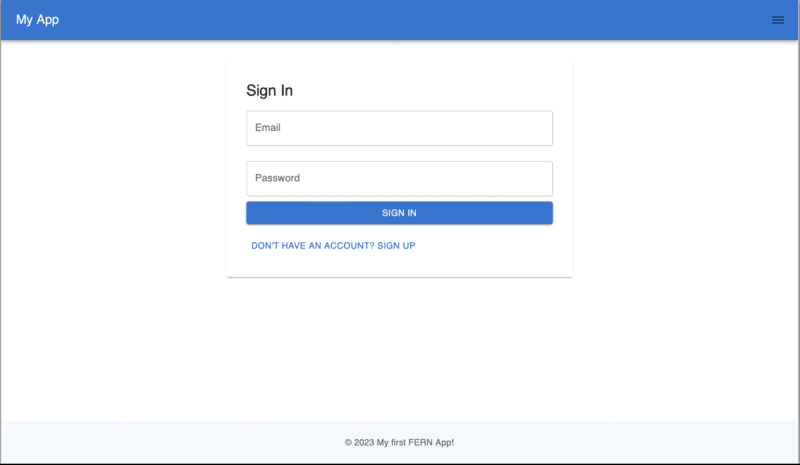 My App
Sign In
Email
Password
SIGN IN
DON'T HAVE AN ACCOUNT? SIGN UP
© 2023 My first FERN App!